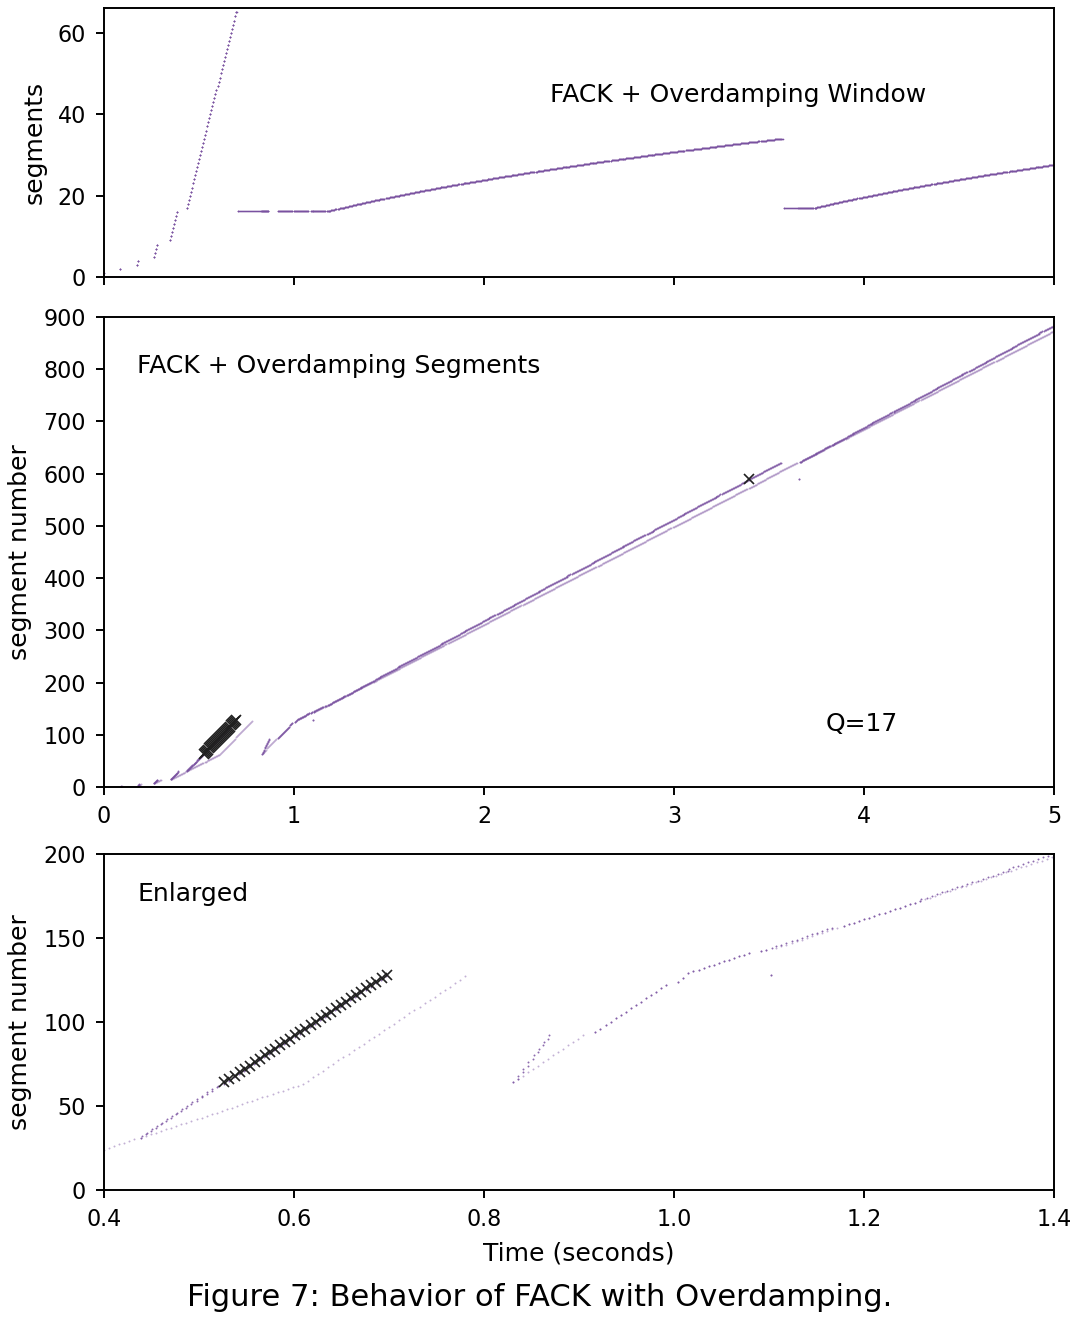 60
40
20
0
segments
FACK + Overdamping Window
900
800
700
600
500
400
300
200
100
0
segment number
FACK + Overdamping Segments
Q=17
0 1 2 3 4 5
200
150
100
50
0
segment number
Enlarged
0.4 0.6 0.8 1.0 1.2 1.4
Time (seconds)
Figure 7: Behavior of FACK with Overdamping.